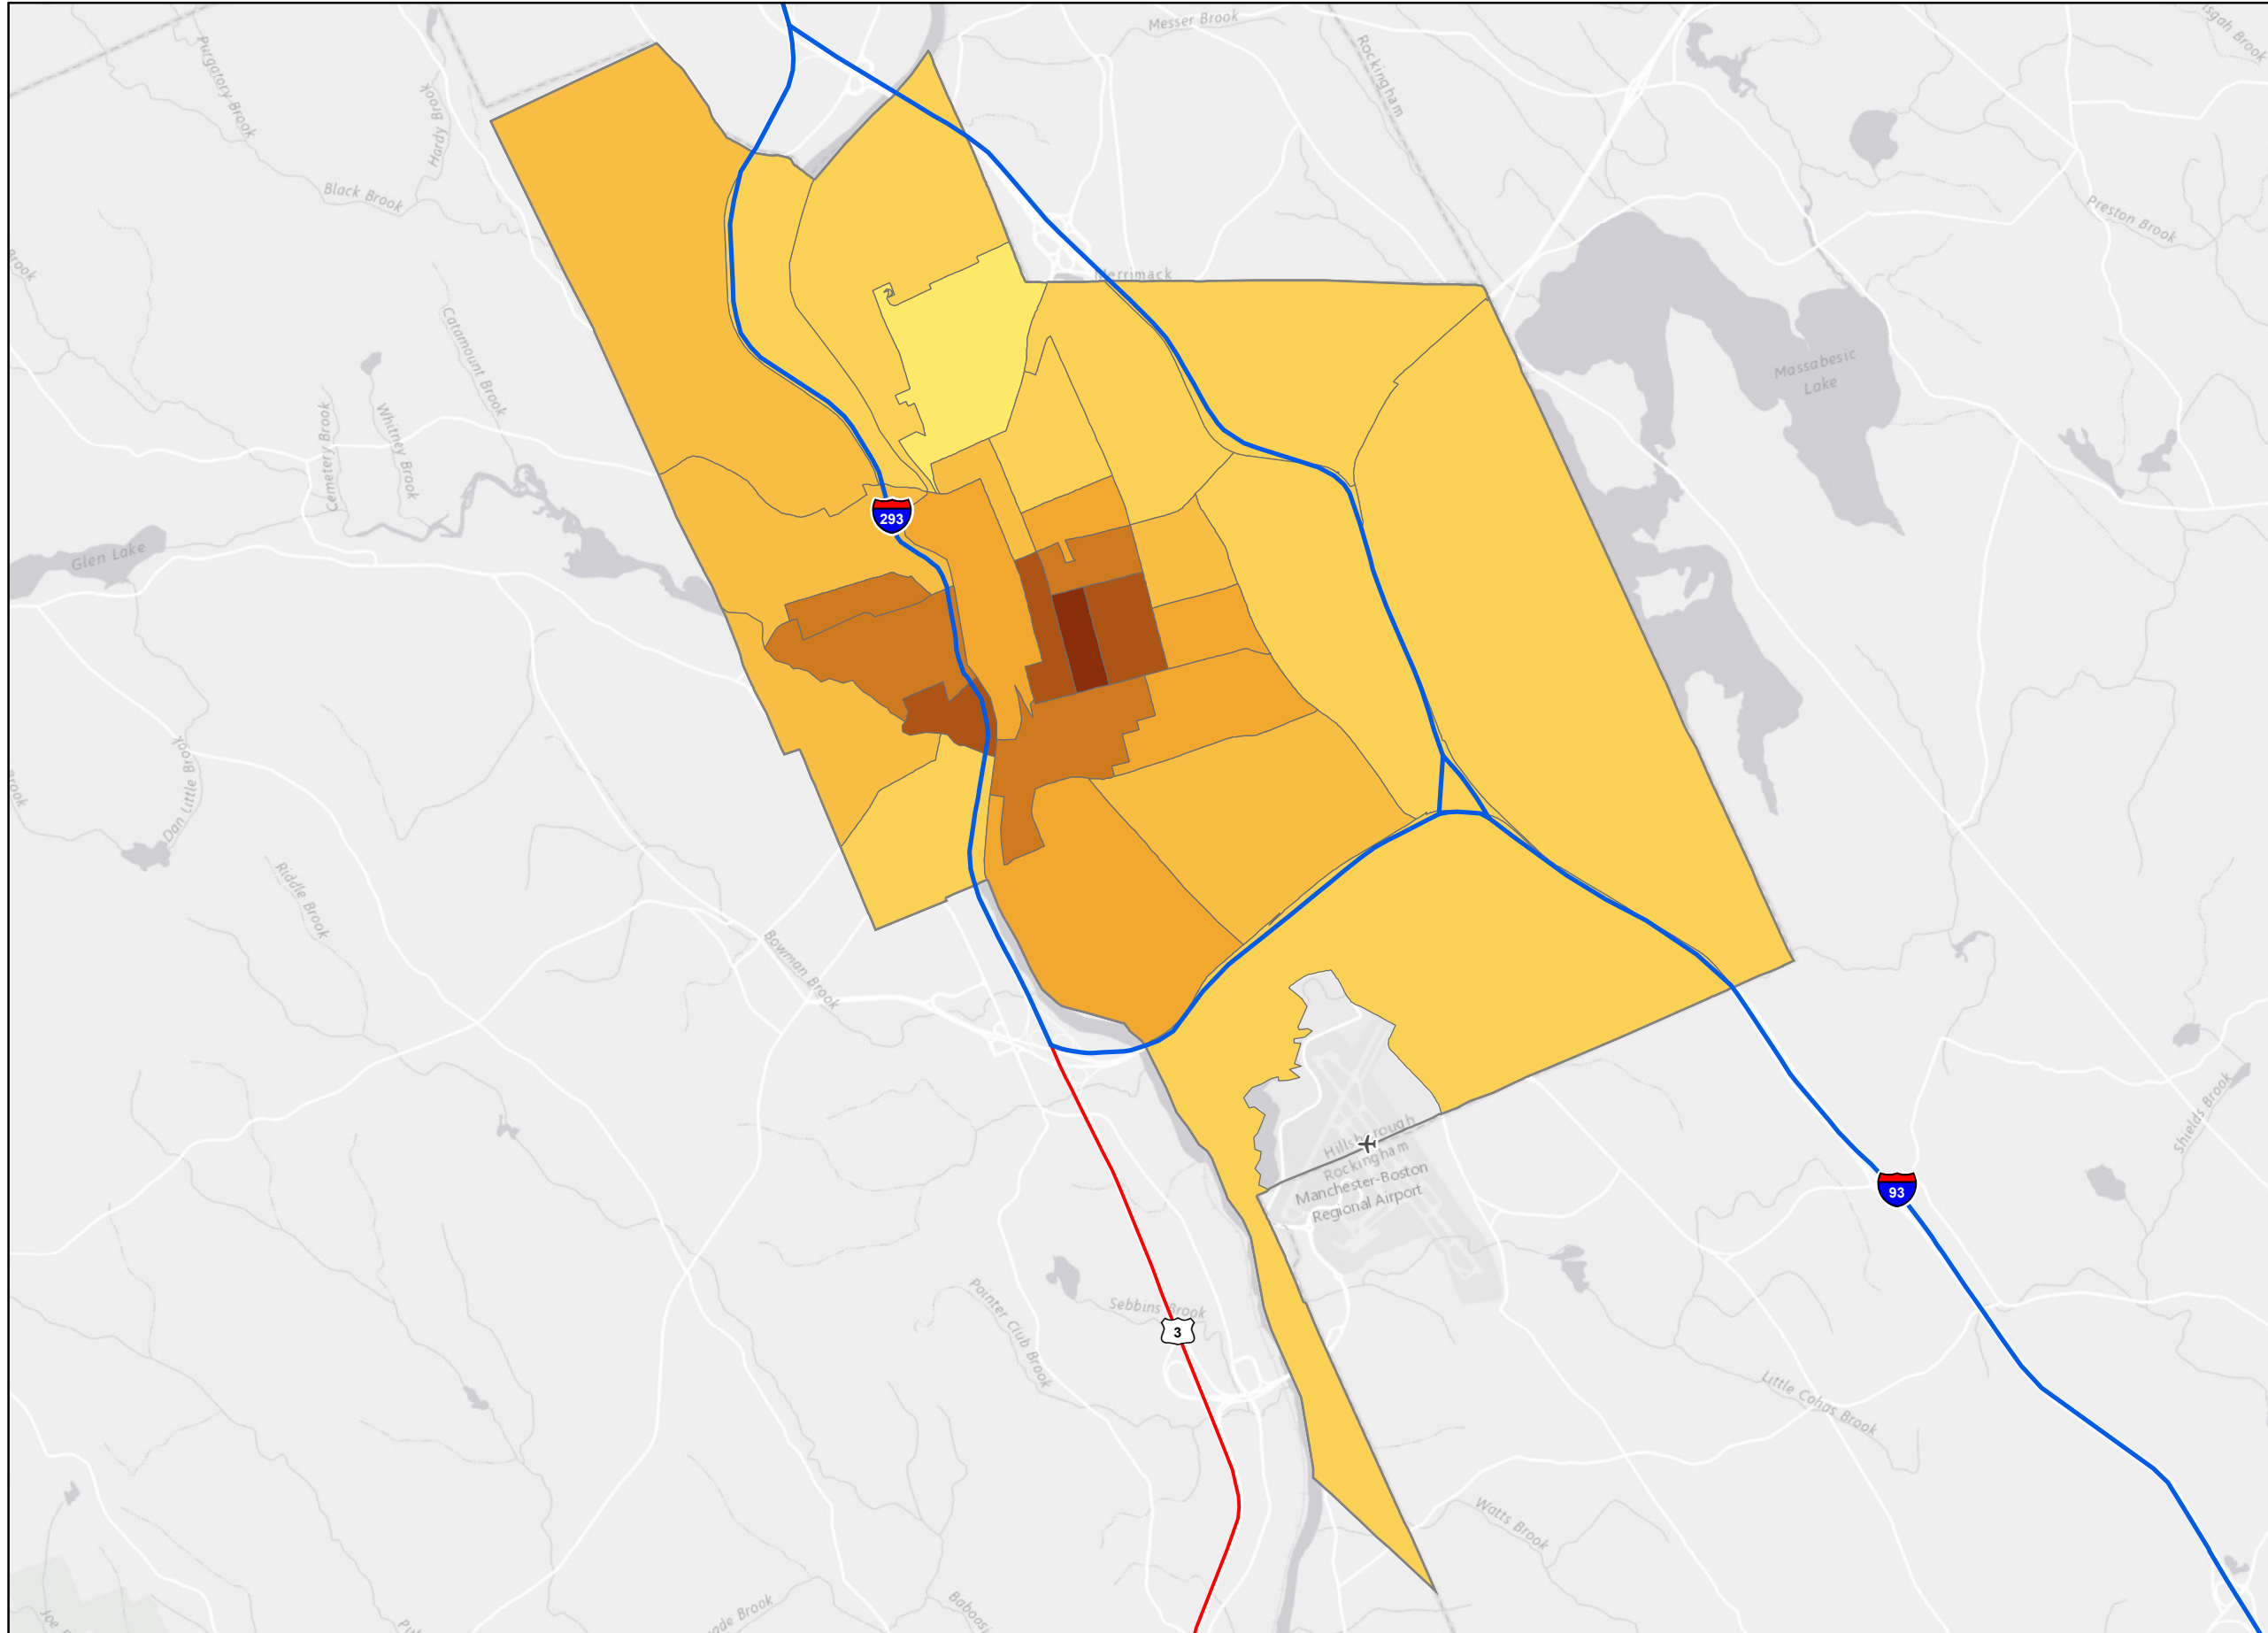 Messer Brook
Rockingham
Purgatory Brook
Hardy Brook
Black Brook
Preston Brook
Brook
Merrimack
Catamount Brook
Massabesic
Lake
Cemetery Brook
Whitney Brook
293
Glen Lake
Dan Little Brook
Riddle Brook
Bowman Brook
Shields Brook
Hillsborough
Rockingham
Manchester-Boston
Regional Airport
93
Pointer Club Brook
Sebbins Brook
3
Little Cohas Brook
Watts Brook
Brook